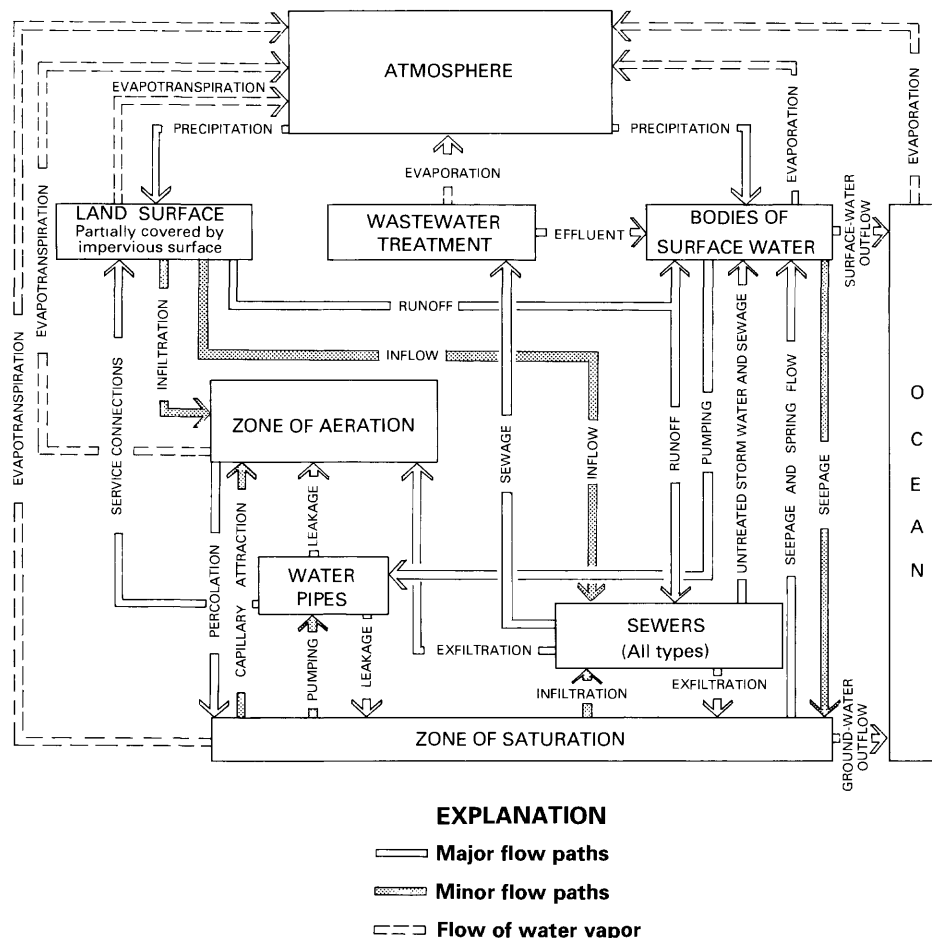 ATMOSPHERE
EVAPOTRANSPIRATION
PRECIPITATION
PRECIPITATION
EVAPORATION
EVAPORATION
EVAPORATION
LAND SURFACE
Partially covered by
impervious surface
WASTEWATER
TREATMENT
EFFLUENT
BODIES OF
SURFACE WATER
SURFACE-WATER
OUTFLOW
EVAPOTRANSPIRATION
EVAPOTRANSPIRATION
SERVICE CONNECTIONS
INFILTRATION
RUNOFF
INFLOW
ZONE OF AERATION
SEWAGE
INFLOW
RUNOFF
PUMPING
UNTREATED STORM WATER AND SEWAGE
SEEPAGE AND SPRING FLOW
SEEPAGE
OCEAN
PERCOLATION
CAPILLARY ATTRACTION
LEAKAGE
WATER
PIPES
PUMPING
LEAKAGE
EXFILTRATION
SEWERS
(All types)
INFILTRATION
EXFILTRATION
ZONE OF SATURATION
GROUND-WATER
OUTFLOW
EXPLANATION
Major flow paths
Minor flow paths
Flow of water vapor